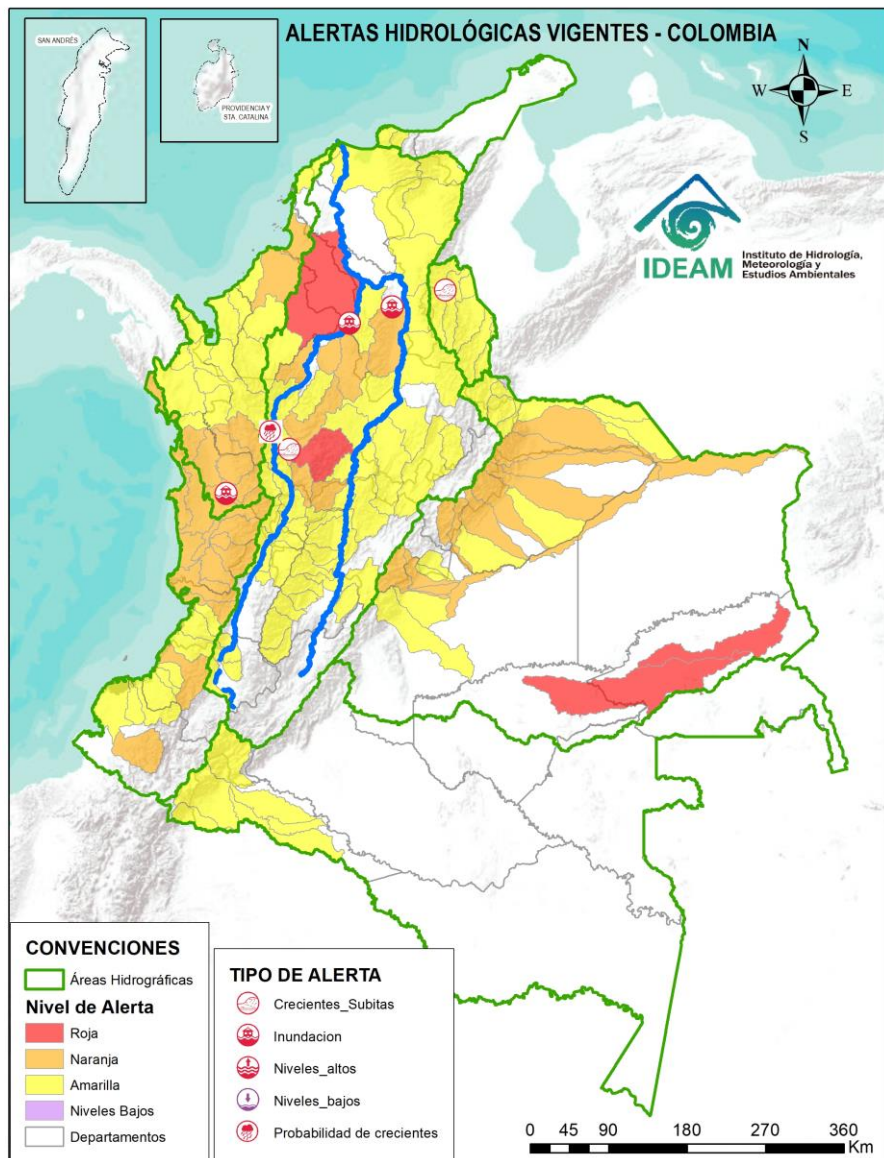 ALERTAS HIDROLÓGICAS VIGENTES - COLOMBIA
SAN ANDRÉS
PROVIDENCIA Y
STA. CATALINA
N
W
E
S
IDEAM
Instituto de Hidrología,
Meteorología y
Estudios Ambientales
CONVENCIONES
Áreas Hidrográficas
Nivel de Alerta
Roja
Naranja
Amarilla
Niveles Bajos
Departamentos
TIPO DE ALERTA
Crecientes_Subitas
Inundacion
Niveles_altos
Niveles_bajos
Probabilidad de crecientes
0 45 90 180 270 360
Km